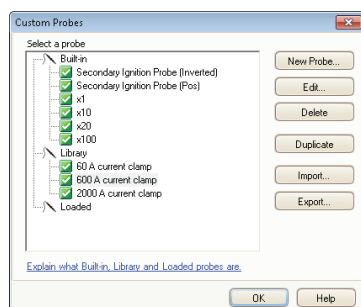 Custom Probes
Select a probe
Built-in
Secondary Ignition Probe (Inverted)
Secondary Ignition Probe (Pos)
x1
x10
x20
x100
Library
60 A current clamp
600 A current clamp
2000 A current clamp
Loaded
New Probe...
Edit...
Delete
Duplicate
Import...
Export...
Explain what Built-in, Library and Loaded probes are.
OK
Help